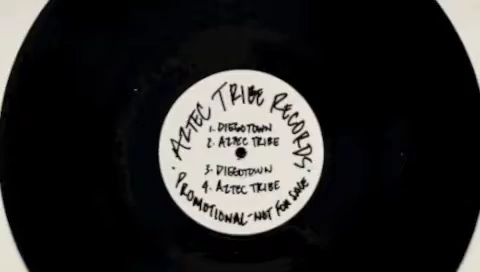 · AZTEC TRIBE RECORDS ·
1. DIEGOTOWN
2. AZTEC TRIBE
3. DIEGOTOWN
4. AZTEC TRIBE
PROMOTIONAL-NOT FOR SALE